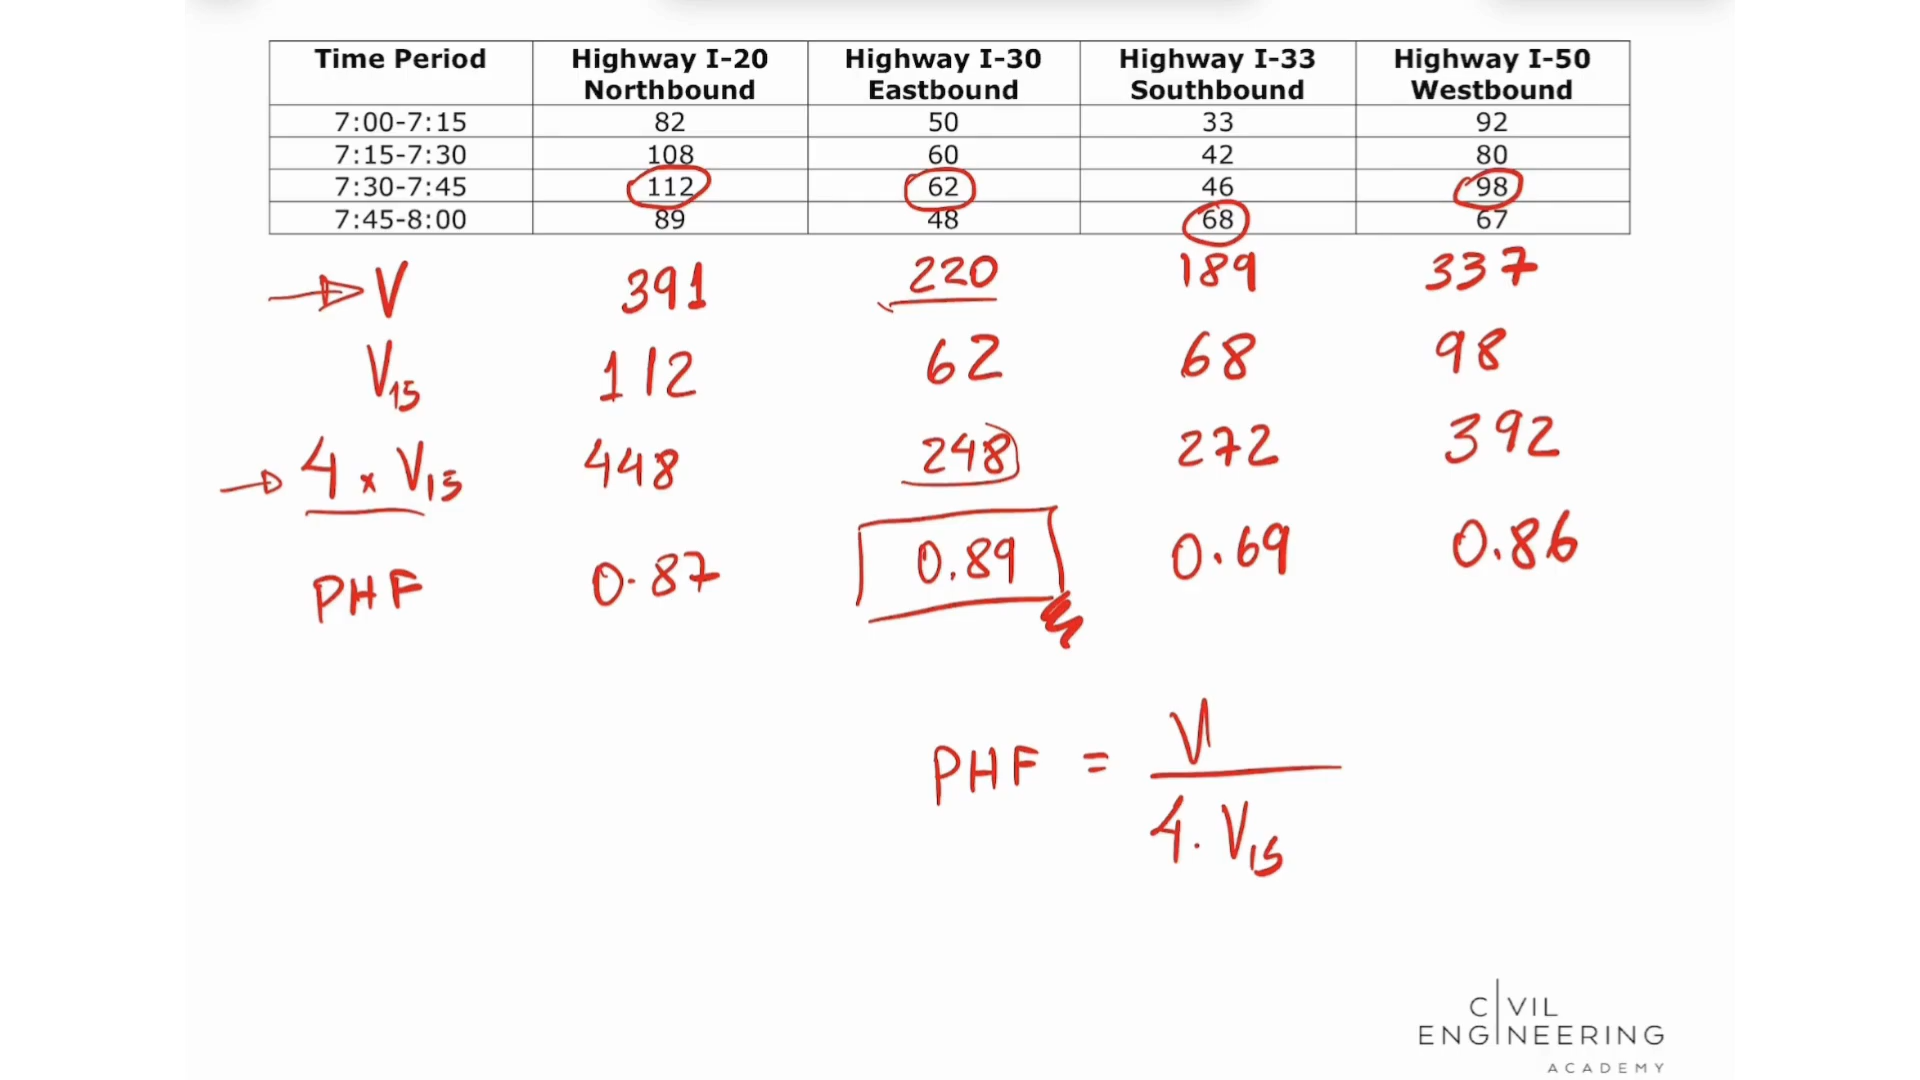 Time Period Highway I-20 Northbound Highway I-30 Eastbound Highway I-33 Southbound Highway I-50 Westbound
7:00-7:15 82 50 33 92
7:15-7:30 108 60 42 80
7:30-7:45 112 62 46 98
7:45-8:00 89 48 68 67
V 391 220 189 337
V15 112 62 68 98
4 x V15 448 248 272 392
PHF 0.87 0.89 0.69 0.86
PHF = V
4. V15
CIVIL
ENGINEERING
ACADEMY